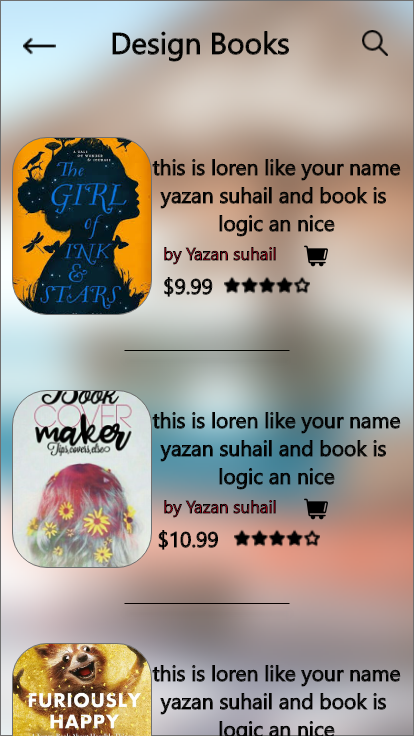 Design Books
A TALE
OF WONDER
The
GIRL
of
INK
&
STARS
this is loren like your name
yazan suhail and book is
logic an nice
by Yazan suhail
$9.99
Book
COVER
maker
Tips,covers,else
this is loren like your name
yazan suhail and book is
logic an nice
by Yazan suhail
$10.99
FURIOUSLY
HAPPY
this is loren like your name
yazan suhail and book is
logic an nice